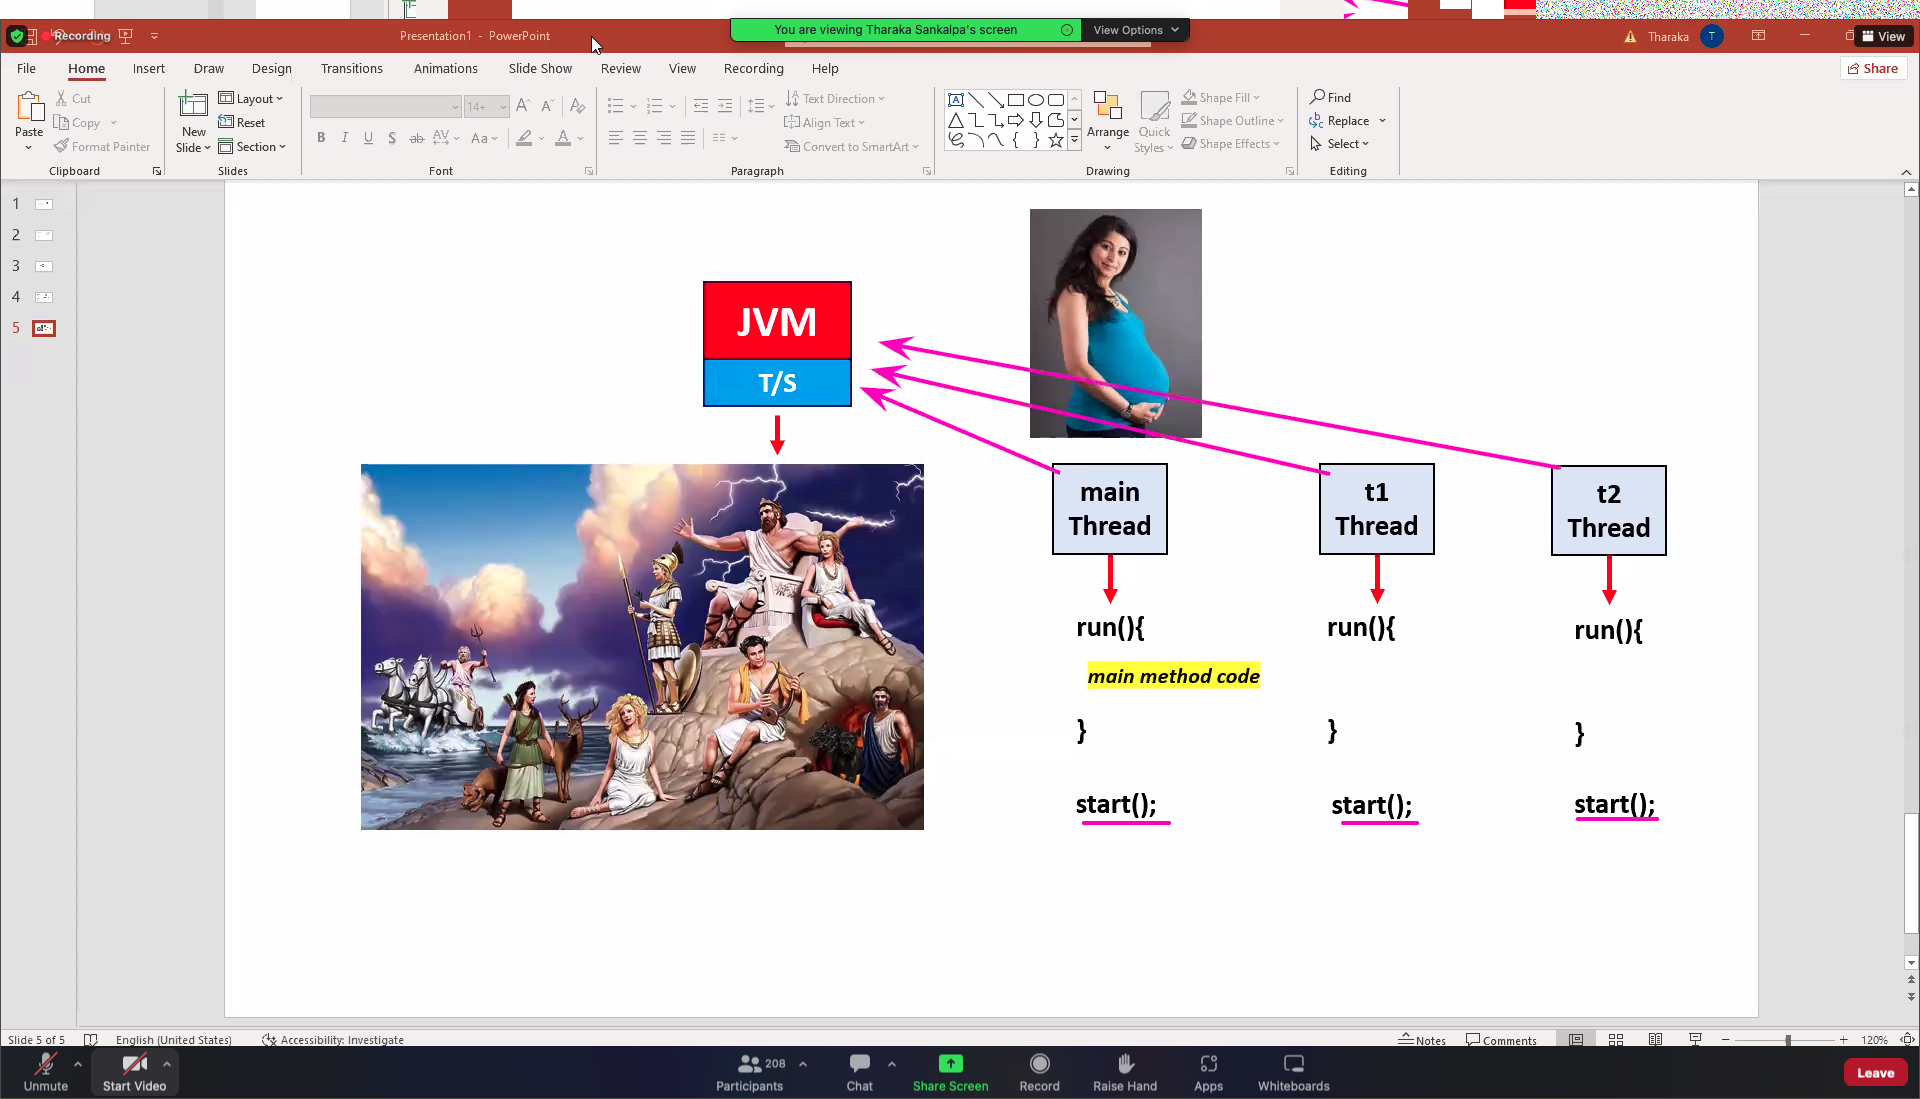 Recording
Presentation1 - PowerPoint
You are viewing Tharaka Sankalpa's screen
View Options
Tharaka
T
View
File
Home
Insert
Draw
Design
Transitions
Animations
Slide Show
Review
View
Recording
Help
Share
Paste
Cut
Copy
Format Painter
Clipboard
New
Slide
Layout
Reset
Section
Slides
14+
B I U S ab AV Aa A
Font
Text Direction
Align Text
Convert to SmartArt
Paragraph
Arrange
Quick
Styles
Shape Fill
Shape Outline
Shape Effects
Drawing
Find
Replace
Select
Editing
1
2
3
4
5
JVM
T/S
main
Thread
t1
Thread
t2
Thread
run(){
run(){
run(){
main method code
}
}
}
start();
start();
start();
Slide 5 of 5
English (United States)
Accessibility: Investigate
Notes
Comments
120%
Unmute
Start Video
208
Participants
Chat
Share Screen
Record
Raise Hand
Apps
Whiteboards
Leave